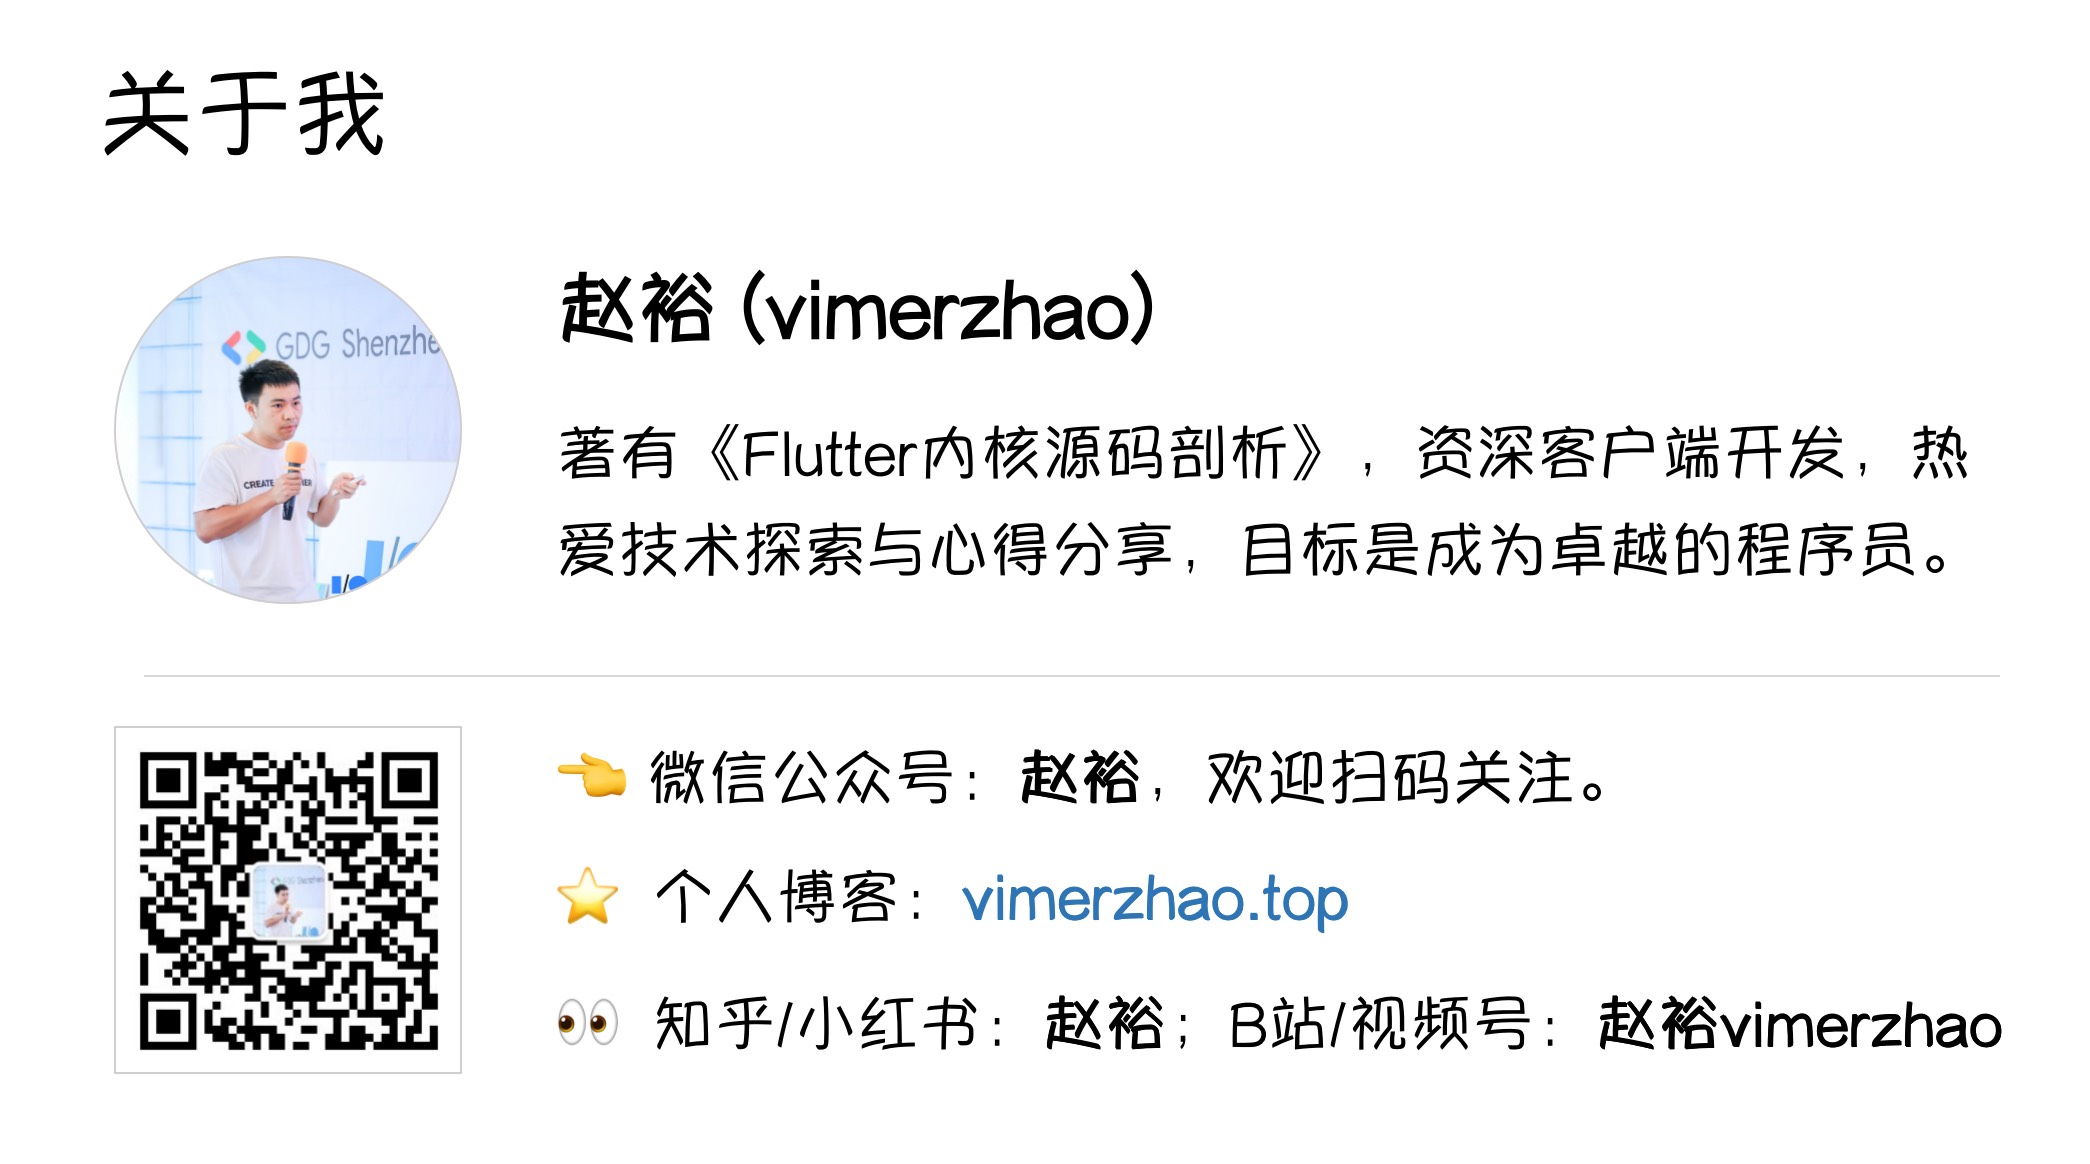 关于我
GDG Shenzhe
CREATE
赵裕 (vimerzhao)
著有《Flutter内核源码剖析》，资深客户端开发，热
爱技术探索与心得分享，目标是成为卓越的程序员。
👈 微信公众号：赵裕，欢迎扫码关注。
⭐ 个人博客：vimerzhao.top
👀 知乎/小红书：赵裕；B站/视频号：赵裕vimerzhao